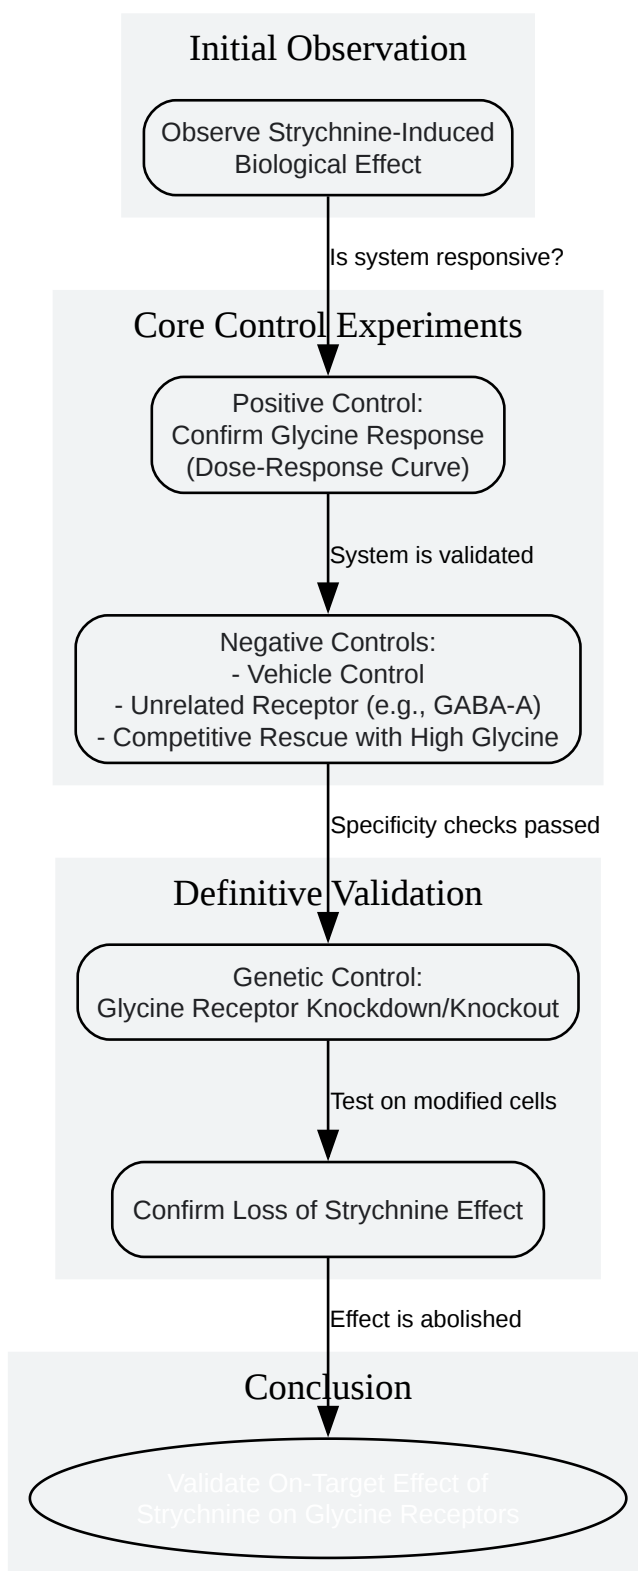 Initial Observation
Observe Strychnine-Induced
Biological Effect
Is system responsive?
Core Control Experiments
Positive Control:
Confirm Glycine Response
(Dose-Response Curve)
System is validated
Negative Controls:
- Vehicle Control
- Unrelated Receptor (e.g., GABA-A)
- Competitive Rescue with High Glycine
Specificity checks passed
Definitive Validation
Genetic Control:
Glycine Receptor Knockdown/Knockout
Test on modified cells
Confirm Loss of Strychnine Effect
Effect is abolished
Conclusion
Validate On-Target Effect of
Strychnine on Glycine Receptors